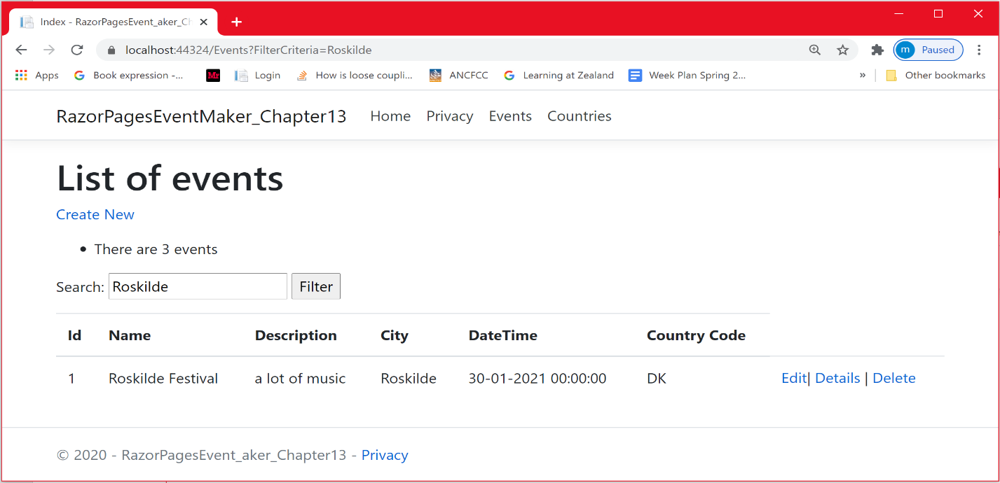 Index - RazorPagesEvent_aker_Ch
localhost:44324/Events?FilterCriteria=Roskilde
m Paused
Apps Book expression -... Mr Login How is loose coupli... ANCFCC Learning at Zealand Week Plan Spring 2... » Other bookmarks
RazorPagesEventMaker_Chapter13 Home Privacy Events Countries
List of events
Create New
There are 3 events
Search: Roskilde Filter
Id Name Description City DateTime Country Code
1 Roskilde Festival a lot of music Roskilde 30-01-2021 00:00:00 DK Edit| Details | Delete
© 2020 - RazorPagesEvent_aker_Chapter13 - Privacy